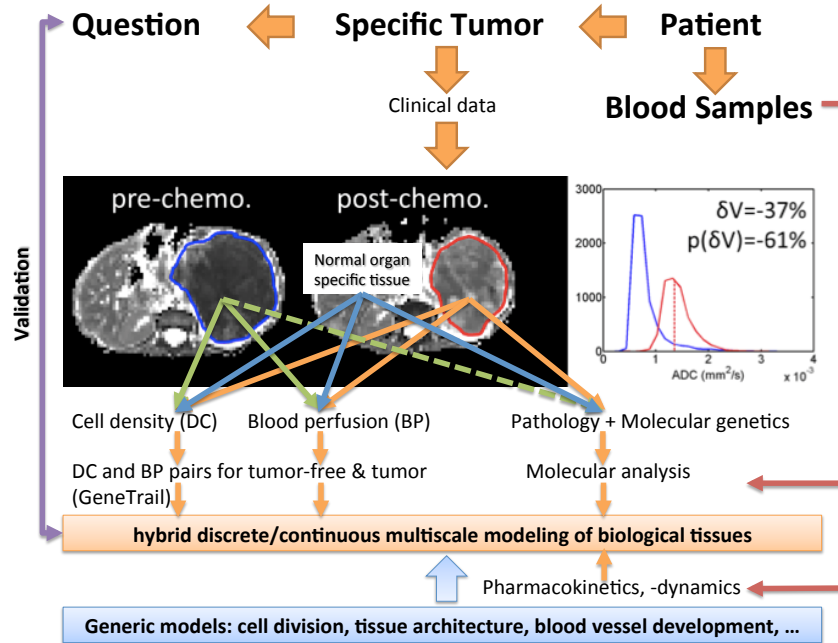 Question
Specific Tumor
Patient
Clinical data
Blood Samples
Validation
pre-chemo.
post-chemo.
Normal organ
specific tissue
3000
2000
1000
0
0
2
4
δV=-37%
p(δV)=-61%
ADC (mm²/s)
x 10⁻³
Cell density (DC)
Blood perfusion (BP)
Pathology + Molecular genetics
DC and BP pairs for tumor-free & tumor
(GeneTrail)
Molecular analysis
hybrid discrete/continuous multiscale modeling of biological tissues
Pharmacokinetics, -dynamics
Generic models: cell division, tissue architecture, blood vessel development, ...